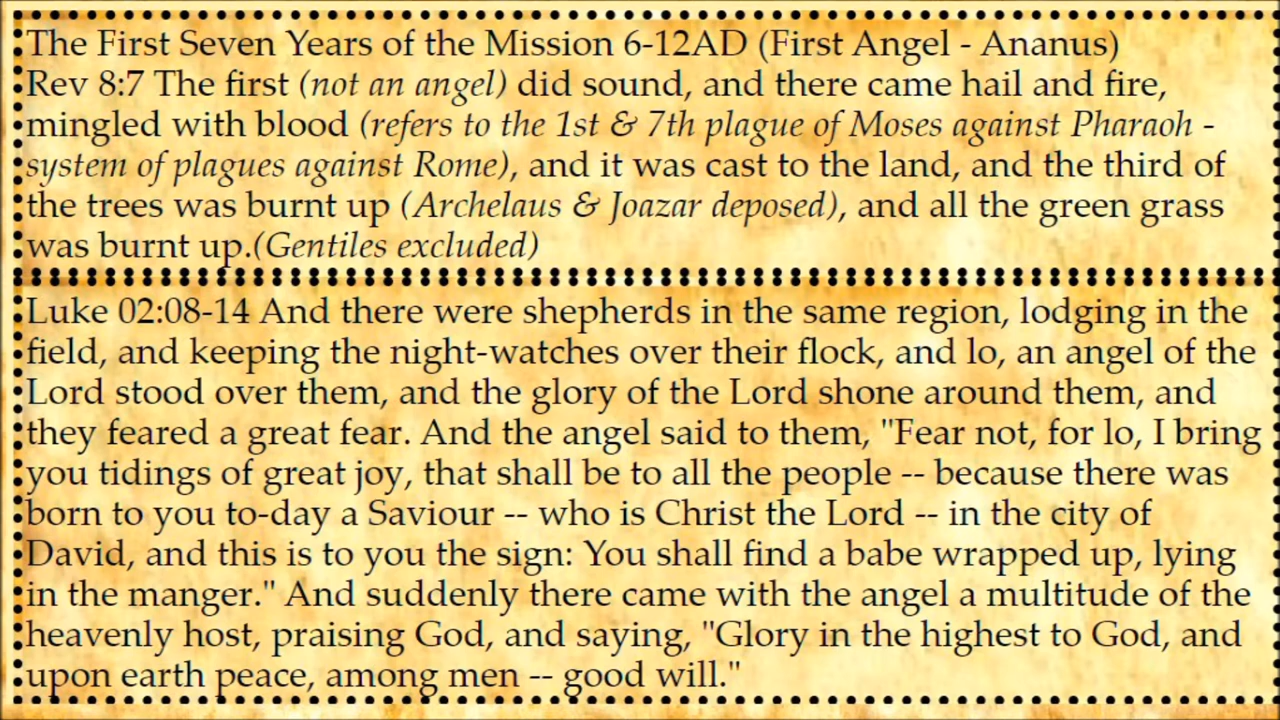 The First Seven Years of the Mission 6-12AD (First Angel - Ananus)
Rev 8:7 The first (not an angel) did sound, and there came hail and fire,
mingled with blood (refers to the 1st & 7th plague of Moses against Pharaoh -
system of plagues against Rome), and it was cast to the land, and the third of
the trees was burnt up (Archelaus & Joazar deposed), and all the green grass
was burnt up.(Gentiles excluded)
Luke 02:08-14 And there were shepherds in the same region, lodging in the
field, and keeping the night-watches over their flock, and lo, an angel of the
Lord stood over them, and the glory of the Lord shone around them, and
they feared a great fear. And the angel said to them, "Fear not, for lo, I bring
you tidings of great joy, that shall be to all the people -- because there was
born to you to-day a Saviour -- who is Christ the Lord -- in the city of
David, and this is to you the sign: You shall find a babe wrapped up, lying
in the manger." And suddenly there came with the angel a multitude of the
heavenly host, praising God, and saying, "Glory in the highest to God, and
upon earth peace, among men -- good will."